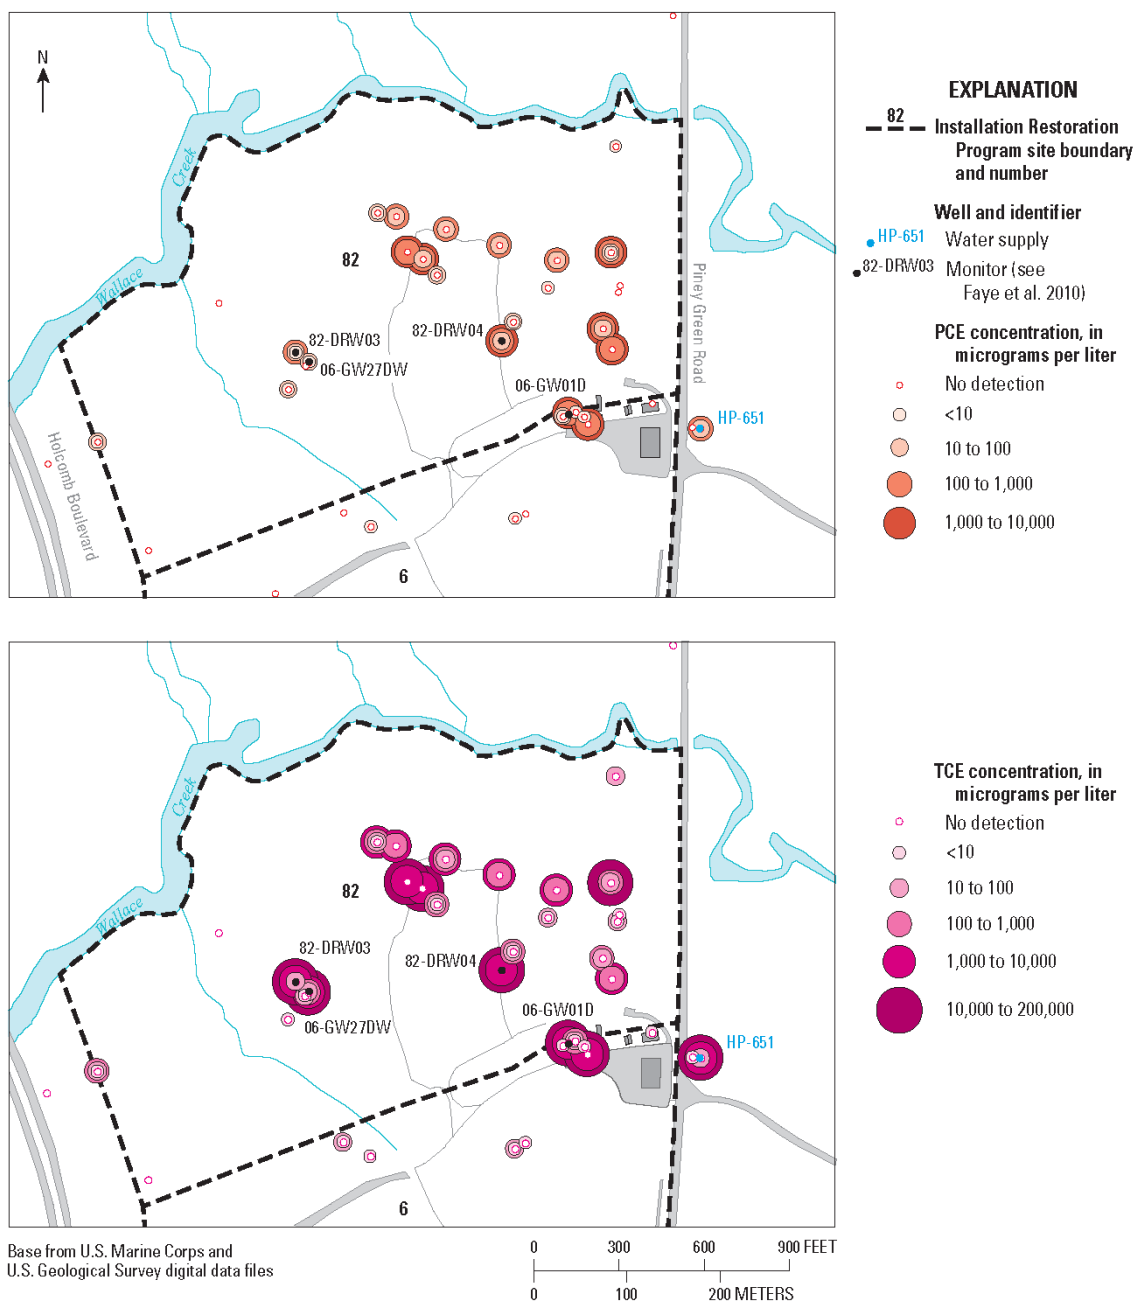 N
Creek
Wallace
82
82-DRW03
06-GW27DW
82-DRW04
06-GW01D
HP-651
Piney Green Road
Holcomb Boulevard
6
EXPLANATION
82
Installation Restoration
Program site boundary
and number
Well and identifier
HP-651 Water supply
82-DRW03 Monitor (see
Faye et al. 2010)
PCE concentration, in
micrograms per liter
No detection
<10
10 to 100
100 to 1,000
1,000 to 10,000
Creek
Wallace
82
82-DRW03
82-DRW04
06-GW27DW
06-GW01D
HP-651
6
TCE concentration, in
micrograms per liter
No detection
<10
10 to 100
100 to 1,000
1,000 to 10,000
10,000 to 200,000
Base from U.S. Marine Corps and
U.S. Geological Survey digital data files
0 300 600 900 FEET
0 100 200 METERS